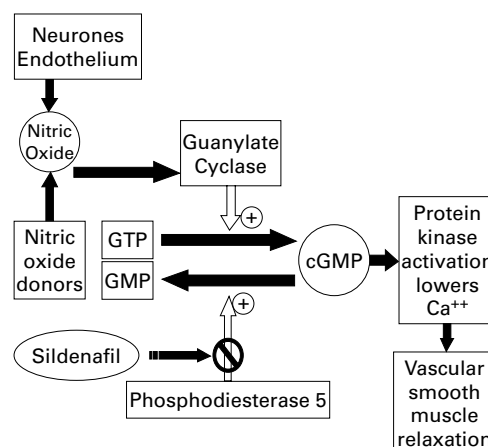 Neurones
Endothelium
Nitric
Oxide
Guanylate
Cyclase
+
Nitric
oxide
donors
GTP
GMP
cGMP
Protein
kinase
activation
lowers
Ca++
+
Sildenafil
Phosphodiesterase 5
Vascular
smooth
muscle
relaxation